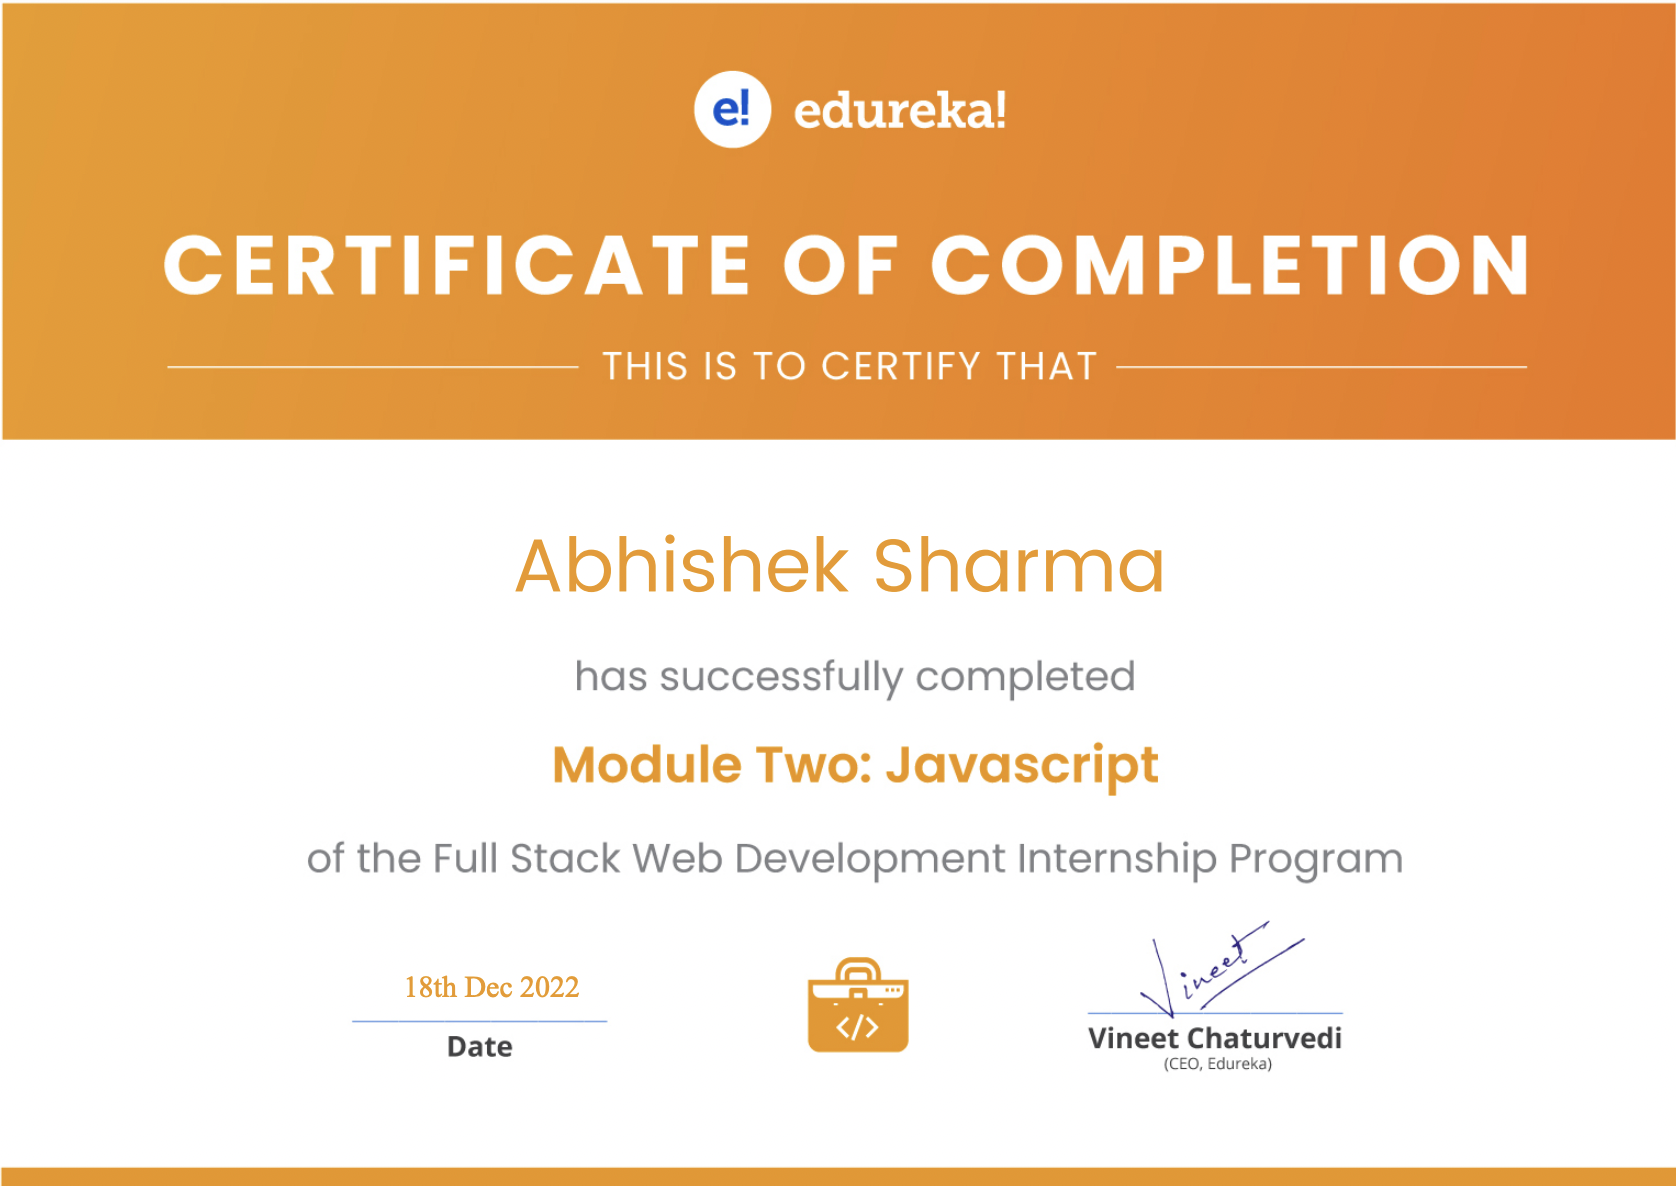 e! edureka!
CERTIFICATE OF COMPLETION
THIS IS TO CERTIFY THAT
Abhishek Sharma
has successfully completed
Module Two: Javascript
of the Full Stack Web Development Internship Program
18th Dec 2022
Date
</>
Vineet
Vineet Chaturvedi
(CEO, Edureka)